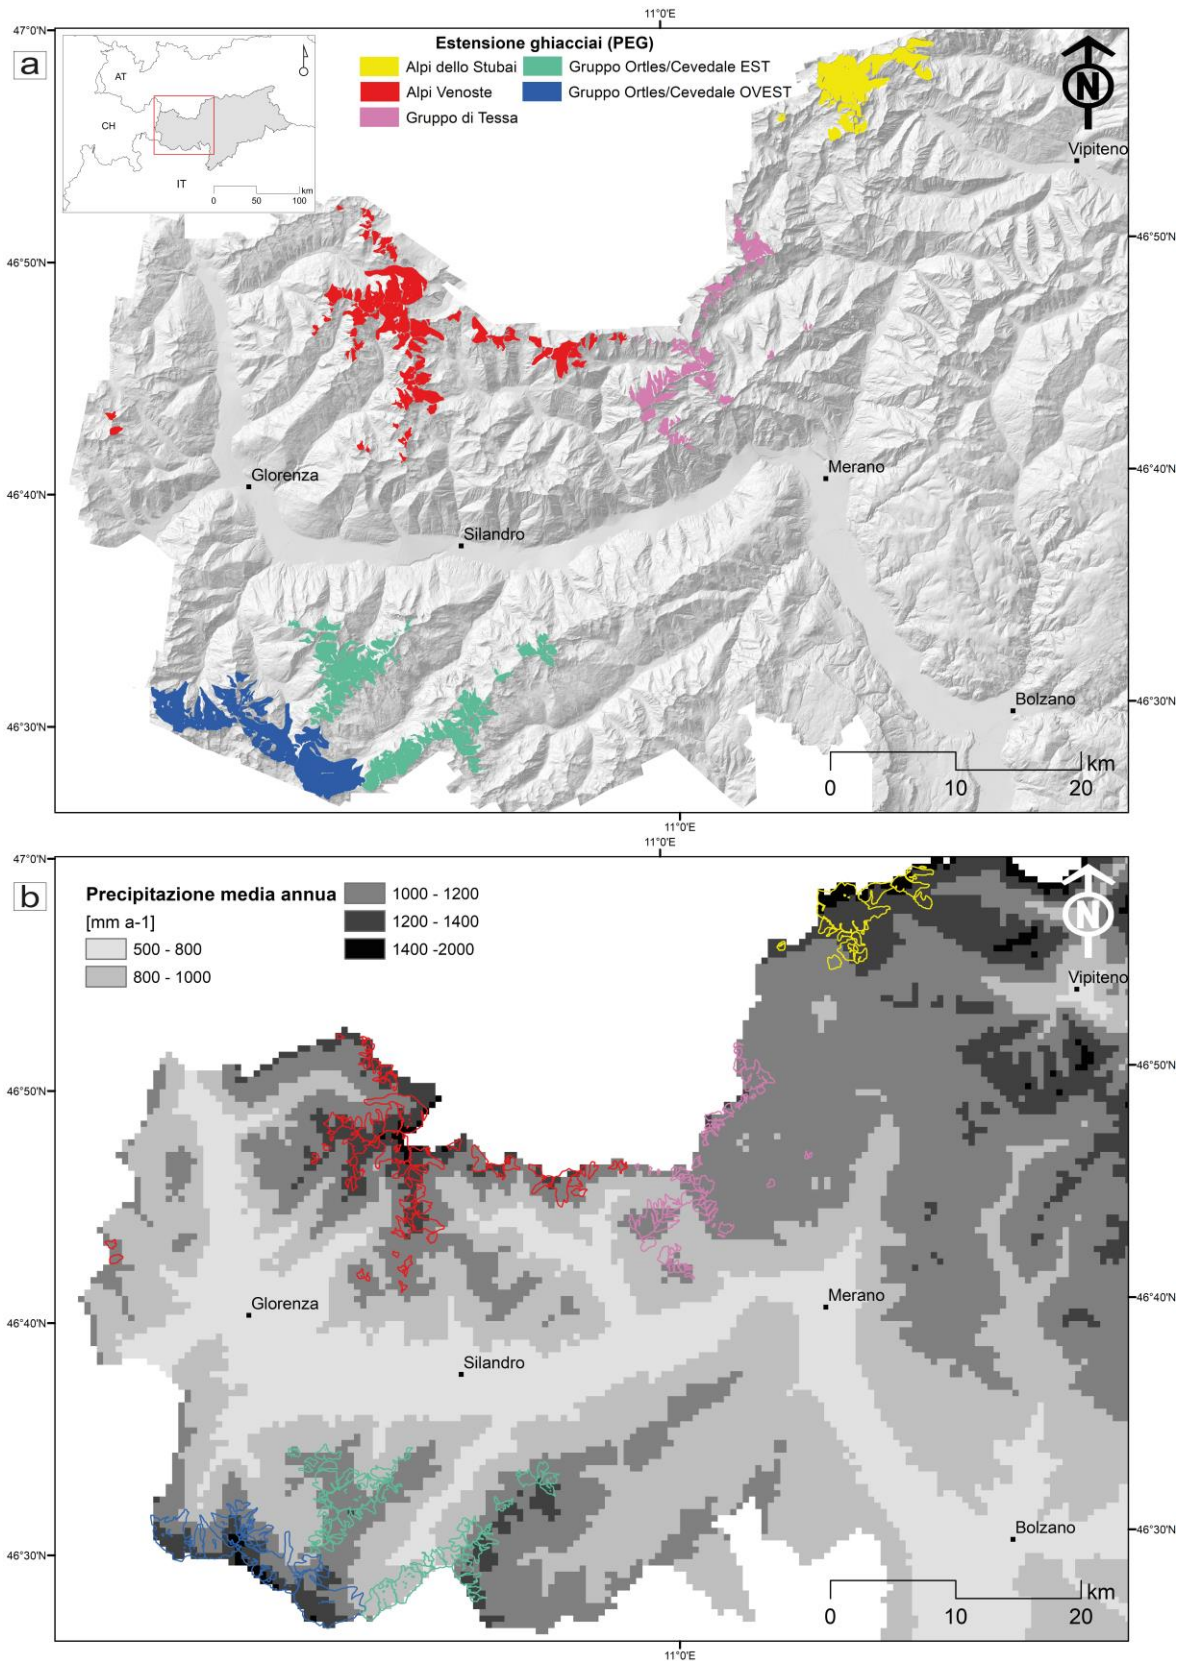 a
11°0'E
47°0'N
AT
CH
IT
km
0 50 100
Estensione ghiacciai (PEG)
Alpi dello Stubai
Gruppo Ortles/Cevedale EST
Alpi Venoste
Gruppo Ortles/Cevedale OVEST
Gruppo di Tessa
N
Vipiteno
46°50'N
46°50'N
Glorenza
Merano
46°40'N
46°40'N
Silandro
Bolzano
46°30'N
46°30'N
km
0 10 20
11°0'E
11°0'E
47°0'N
b
Precipitazione media annua
[mm a-1]
500 - 800
800 - 1000
1000 - 1200
1200 - 1400
1400 -2000
N
Vipiteno
46°50'N
46°50'N
Glorenza
Merano
46°40'N
46°40'N
Silandro
Bolzano
46°30'N
46°30'N
km
0 10 20
11°0'E